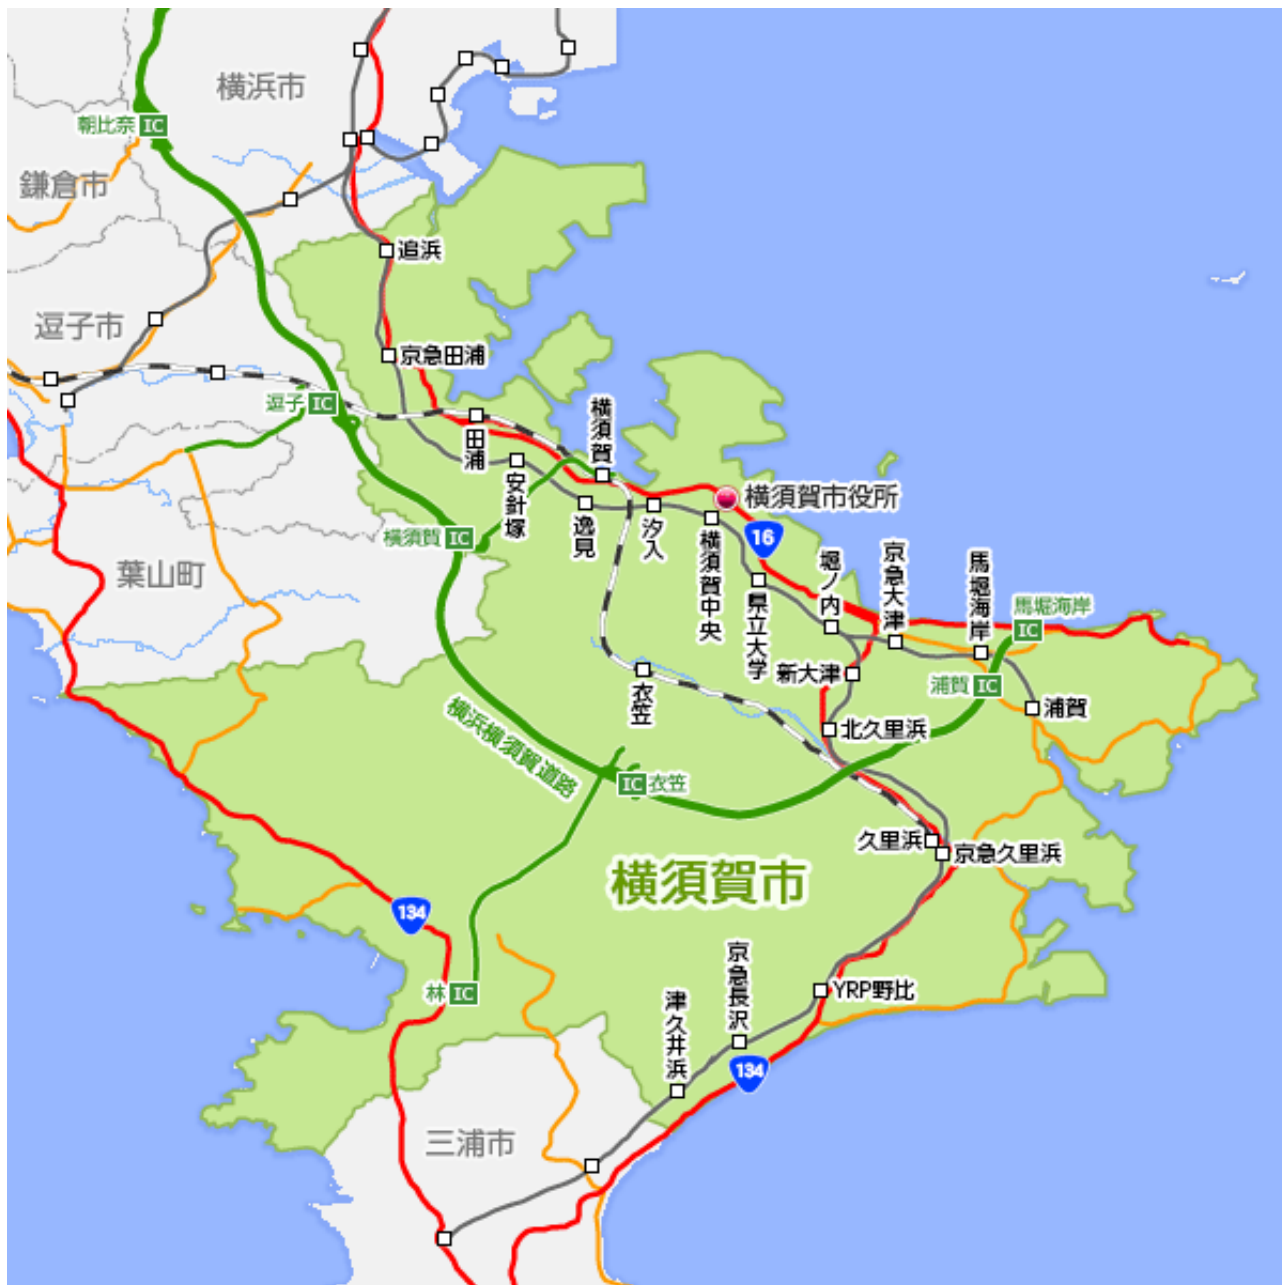 横浜市
朝比奈 IC
鎌倉市
追浜
逗子市
京急田浦
逗子 IC
横須賀
田浦
安針塚
逸見
汐入
横須賀市役所
横須賀 IC
16
横須賀中央
葉山町
県立大学
堀ノ内
京急大津
馬堀海岸
馬堀海岸
IC
新大津
衣笠
浦賀 IC
浦賀
北久里浜
横浜横須賀道路
IC 衣笠
久里浜
京急久里浜
横須賀市
134
林 IC
京急長沢
YRP野比
津久井浜
134
三浦市